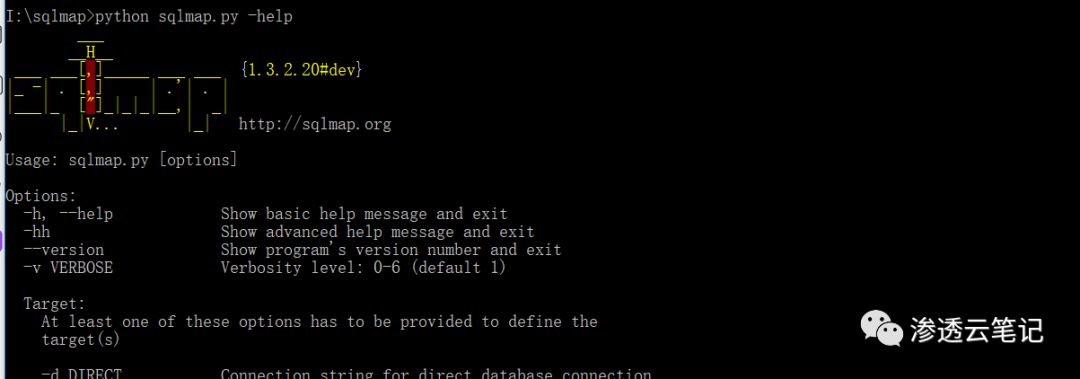 I:\sqlmap>python sqlmap.py -help
{1.3.2.20#dev}
http://sqlmap.org
Usage: sqlmap.py [options]
Options:
-h, --help Show basic help message and exit
-hh Show advanced help message and exit
--version Show program's version number and exit
-v VERBOSE Verbosity level: 0-6 (default 1)
Target:
At least one of these options has to be provided to define the
target(s)
-d DIRECT Connection string for direct database connection
渗透云笔记